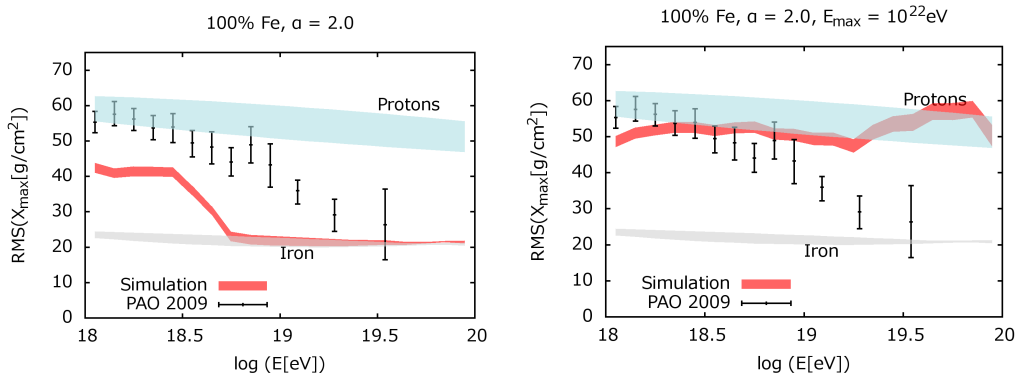 100% Fe, α = 2.0
RMS(Xmax[g/cm2])
70
60
50
40
30
20
10
0
Protons
Iron
Simulation
PAO 2009
18
18.5
19
19.5
20
log (E[eV])
100% Fe, α = 2.0, Emax = 10^22eV
RMS(Xmax[g/cm2])
70
60
50
40
30
20
10
0
Protons
Iron
Simulation
PAO 2009
18
18.5
19
19.5
20
log (E[eV])